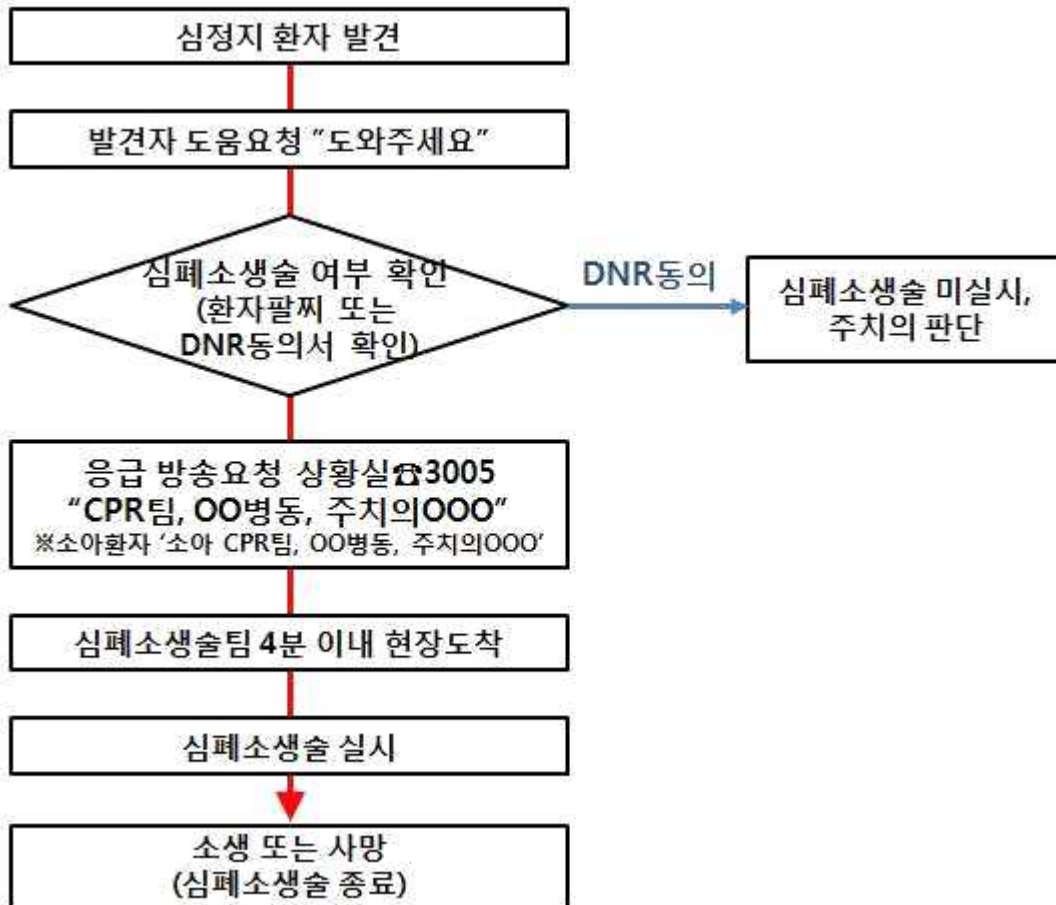 심정지 환자 발견
발견자 도움요청 "도와주세요"
심폐소생술 여부 확인
(환자팔찌 또는
DNR동의서 확인)
DNR동의
심폐소생술 미실시,
주치의 판단
응급 방송요청 상황실☎3005
"CPR팀, OO병동, 주치의OOO"
※소아환자 '소아 CPR팀, OO병동, 주치의OOO'
심폐소생술팀 4분 이내 현장도착
심폐소생술 실시
소생 또는 사망
(심폐소생술 종료)